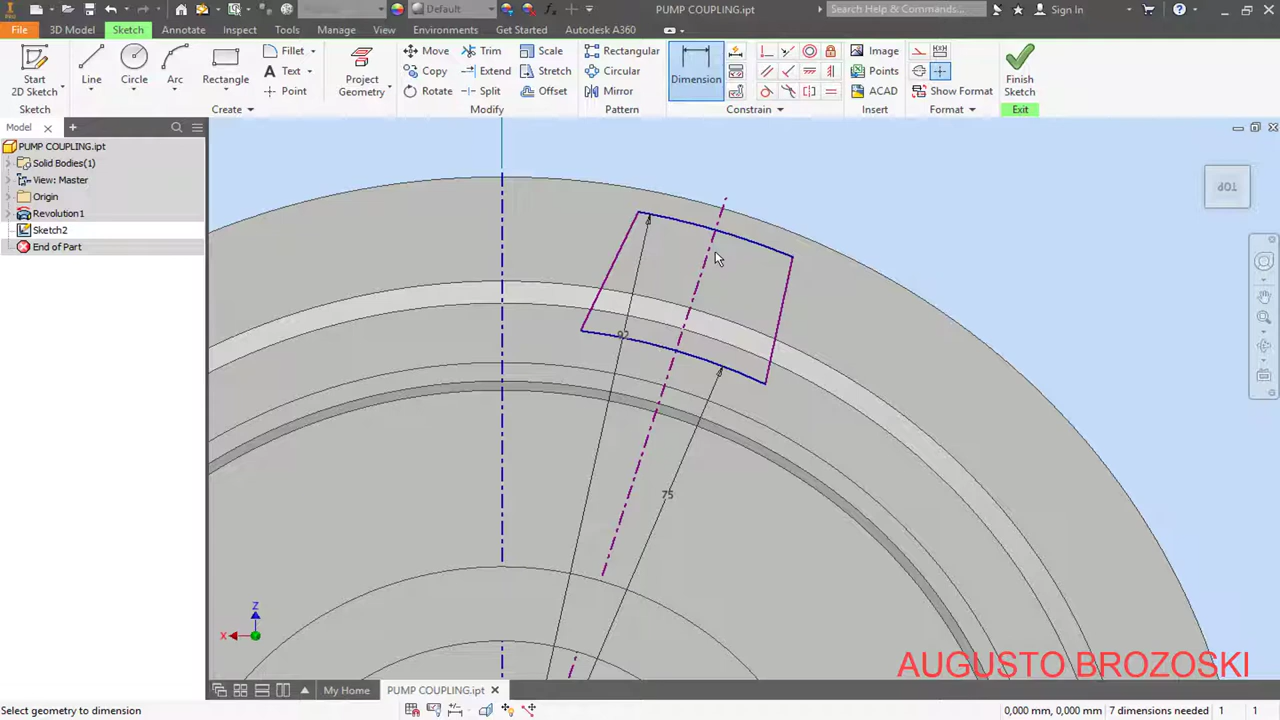 PRO
Default
PUMP COUPLING.ipt
Search Help & Commands...
Sign In
File
3D Model
Sketch
Annotate
Inspect
Tools
Manage
View
Environments
Get Started
Autodesk A360
Start
2D Sketch
Line
Circle
Arc
Rectangle
Fillet
Text
Point
Project
Geometry
Move
Copy
Rotate
Trim
Extend
Split
Scale
Stretch
Offset
Rectangular
Circular
Mirror
Dimension
Image
Points
ACAD
Show Format
Finish
Sketch
Sketch
Create
Modify
Pattern
Constrain
Insert
Format
Exit
Model
PUMP COUPLING.ipt
Solid Bodies(1)
View: Master
Origin
Revolution1
Sketch2
End of Part
TOP
92
75
Z
X
AUGUSTO BROZOSKI
My Home
PUMP COUPLING.ipt
Select geometry to dimension
0,000 mm, 0,000 mm
7 dimensions needed
1
1